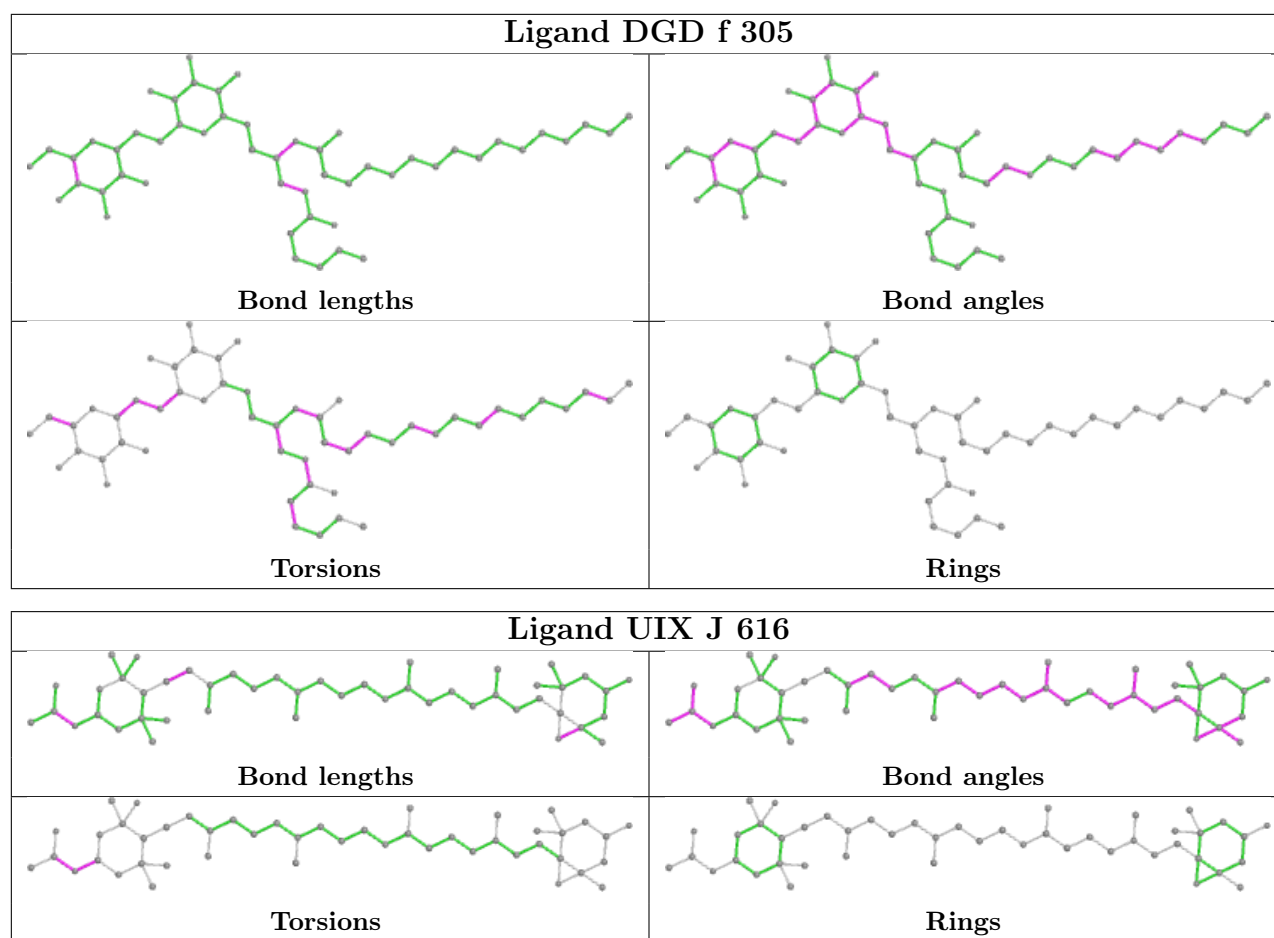 Ligand DGD f 305
Bond lengths
Bond angles
Torsions
Rings
Ligand UIX J 616
Bond lengths
Bond angles
Torsions
Rings